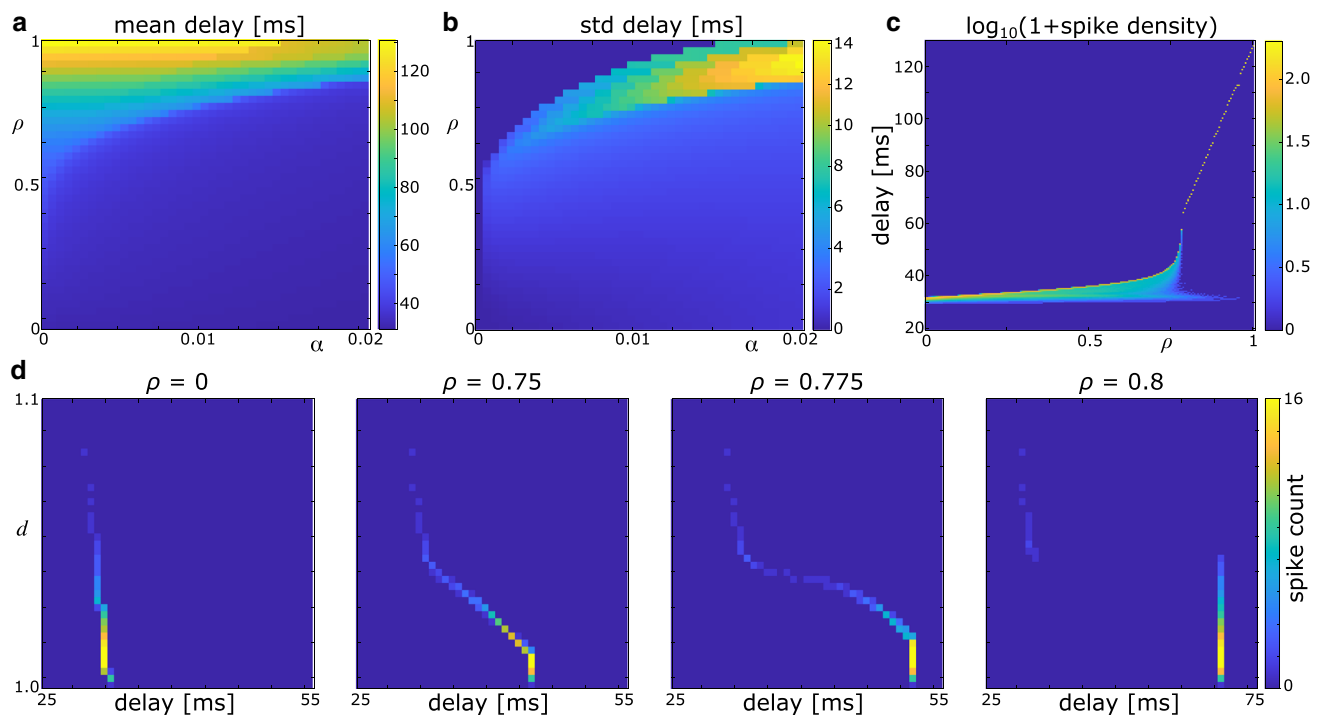 a
mean delay [ms]
1
ρ
0.5
0
0.01
α
0.02
120
100
80
60
40
b
std delay [ms]
1
ρ
0.5
0
0.01
α
0.02
14
12
10
8
6
4
2
0
c
log10(1+spike density)
delay [ms]
120
100
80
60
40
20
0
0.5
ρ
1
2.0
1.5
1.0
0.5
0
d
ρ = 0
1.1
d
1.0
25
delay [ms]
55
ρ = 0.75
25
delay [ms]
55
ρ = 0.775
25
delay [ms]
55
ρ = 0.8
25
delay [ms]
75
16
spike count
0